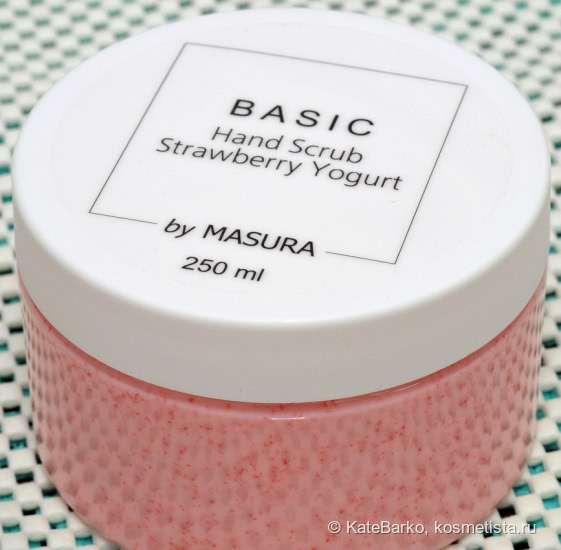 BASIC
Hand Scrub
Strawberry Yogurt
by MASURA
250 ml
© KateBarko, kosmetista.ru